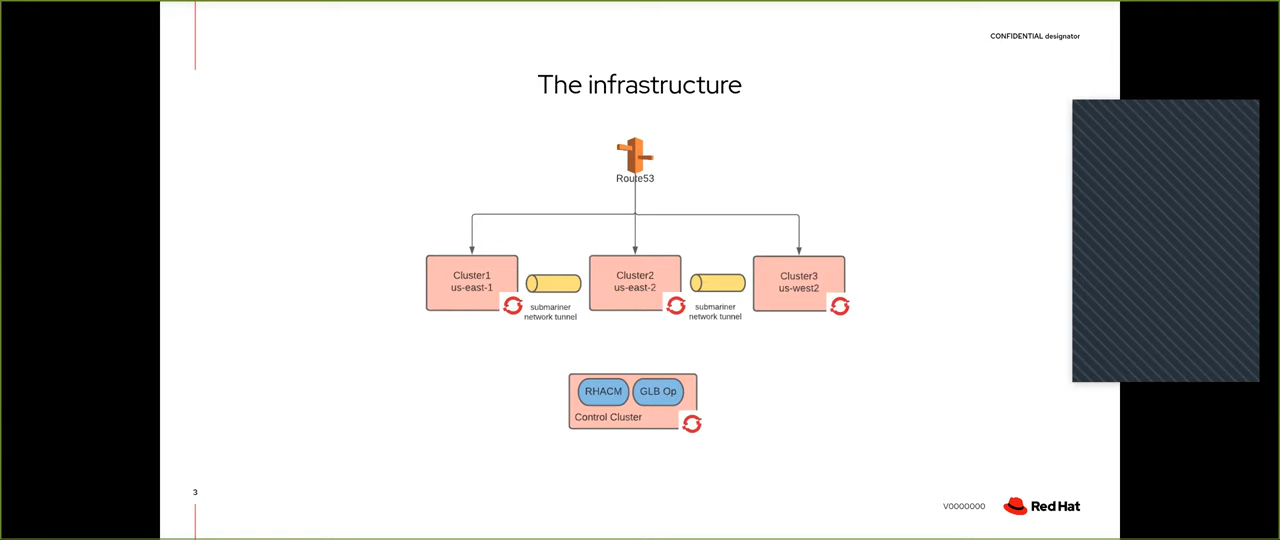 CONFIDENTIAL designator
The infrastructure
Route53
Cluster1
us-east-1
Cluster2
us-east-2
Cluster3
us-west2
submariner
network tunnel
submariner
network tunnel
RHACM
GLB Op
Control Cluster
3
V0000000
Red Hat